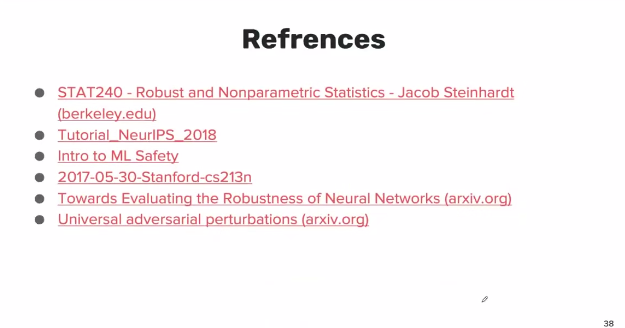 Refrences
● STAT240 - Robust and Nonparametric Statistics - Jacob Steinhardt
(berkeley.edu)
● Tutorial_NeurIPS_2018
● Intro to ML Safety
● 2017-05-30-Stanford-cs213n
● Towards Evaluating the Robustness of Neural Networks (arxiv.org)
● Universal adversarial perturbations (arxiv.org)
38